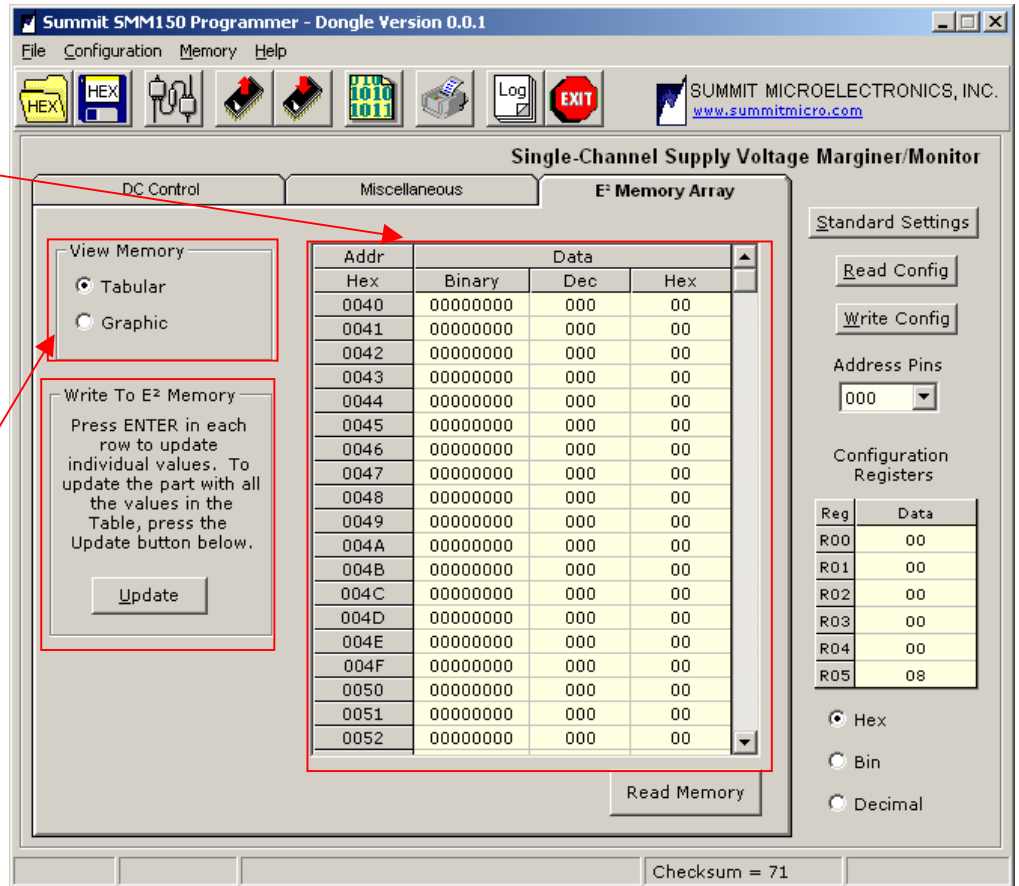 Summit SMM150 Programmer - Dongle Version 0.0.1
File Configuration Memory Help
HEX
HEX
1010
1011
Log
EXIT
SUMMIT MICROELECTRONICS, INC.
www.summitmicro.com
Single-Channel Supply Voltage Marginer/Monitor
DC Control Miscellaneous E² Memory Array
View Memory
Tabular
Graphic
Write To E² Memory
Press ENTER in each
row to update
individual values. To
update the part with all
the values in the
Table, press the
Update button below.
Update
Addr Data
Hex Binary Dec Hex
0040 00000000 000 00
0041 00000000 000 00
0042 00000000 000 00
0043 00000000 000 00
0044 00000000 000 00
0045 00000000 000 00
0046 00000000 000 00
0047 00000000 000 00
0048 00000000 000 00
0049 00000000 000 00
004A 00000000 000 00
004B 00000000 000 00
004C 00000000 000 00
004D 00000000 000 00
004E 00000000 000 00
004F 00000000 000 00
0050 00000000 000 00
0051 00000000 000 00
0052 00000000 000 00
Read Memory
Standard Settings
Read Config
Write Config
Address Pins
000
Configuration
Registers
Reg Data
R00 00
R01 00
R02 00
R03 00
R04 00
R05 08
Hex
Bin
Decimal
Checksum = 71